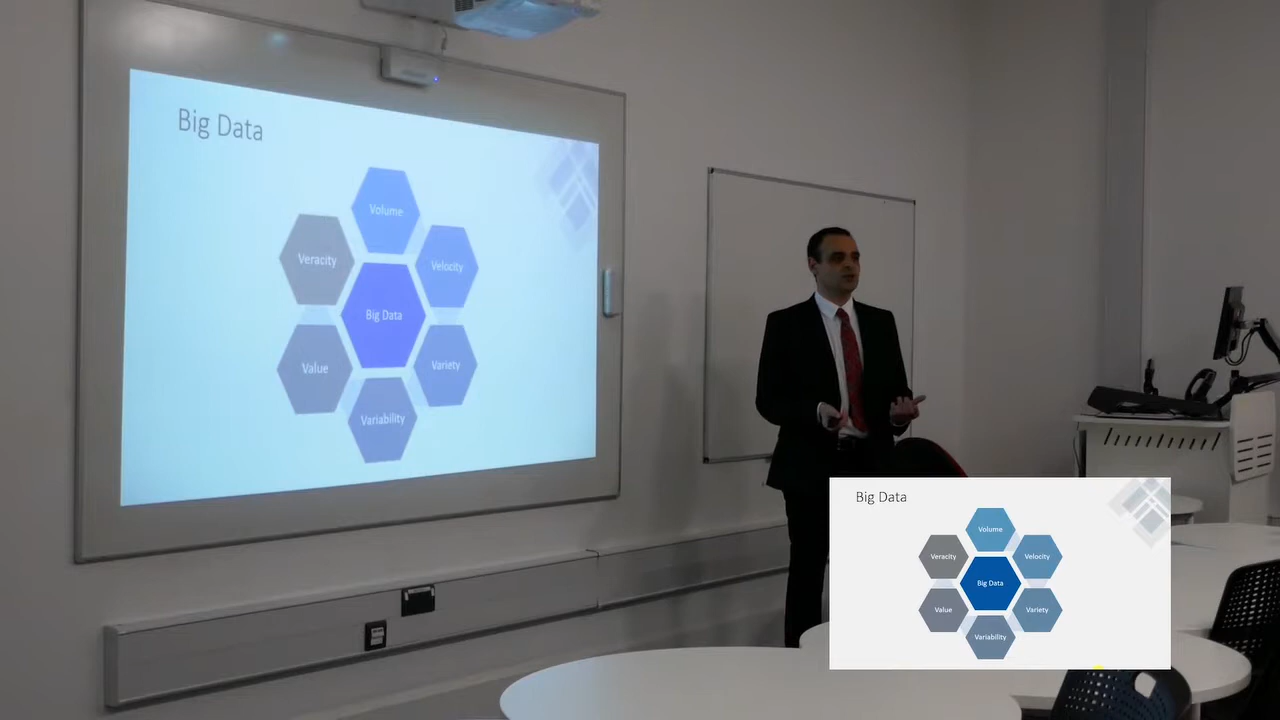 Big Data
Volume
Veracity
Velocity
Big Data
Value
Variety
Variability
Big Data
Volume
Veracity
Velocity
Big Data
Value
Variety
Variability